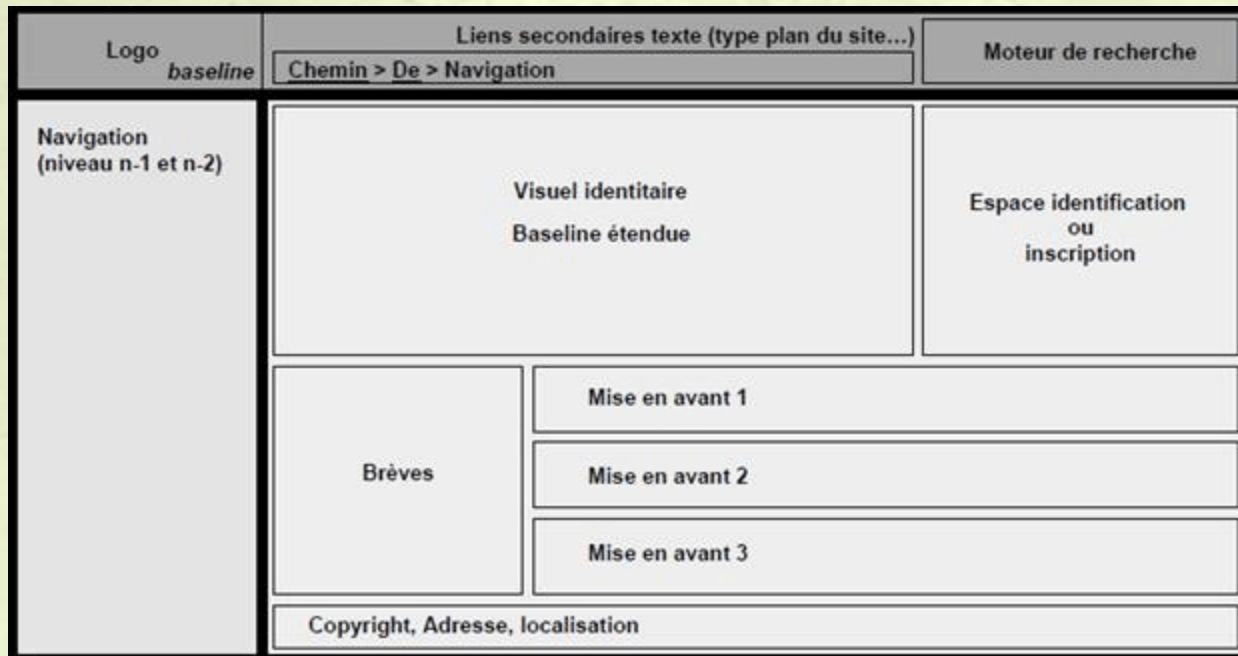 Logo
baseline
Liens secondaires texte (type plan du site...)
Chemin > De > Navigation
Moteur de recherche
Navigation
(niveau n-1 et n-2)
Visuel identitaire
Baseline étendue
Espace identification
ou
inscription
Brèves
Mise en avant 1
Mise en avant 2
Mise en avant 3
Copyright, Adresse, localisation